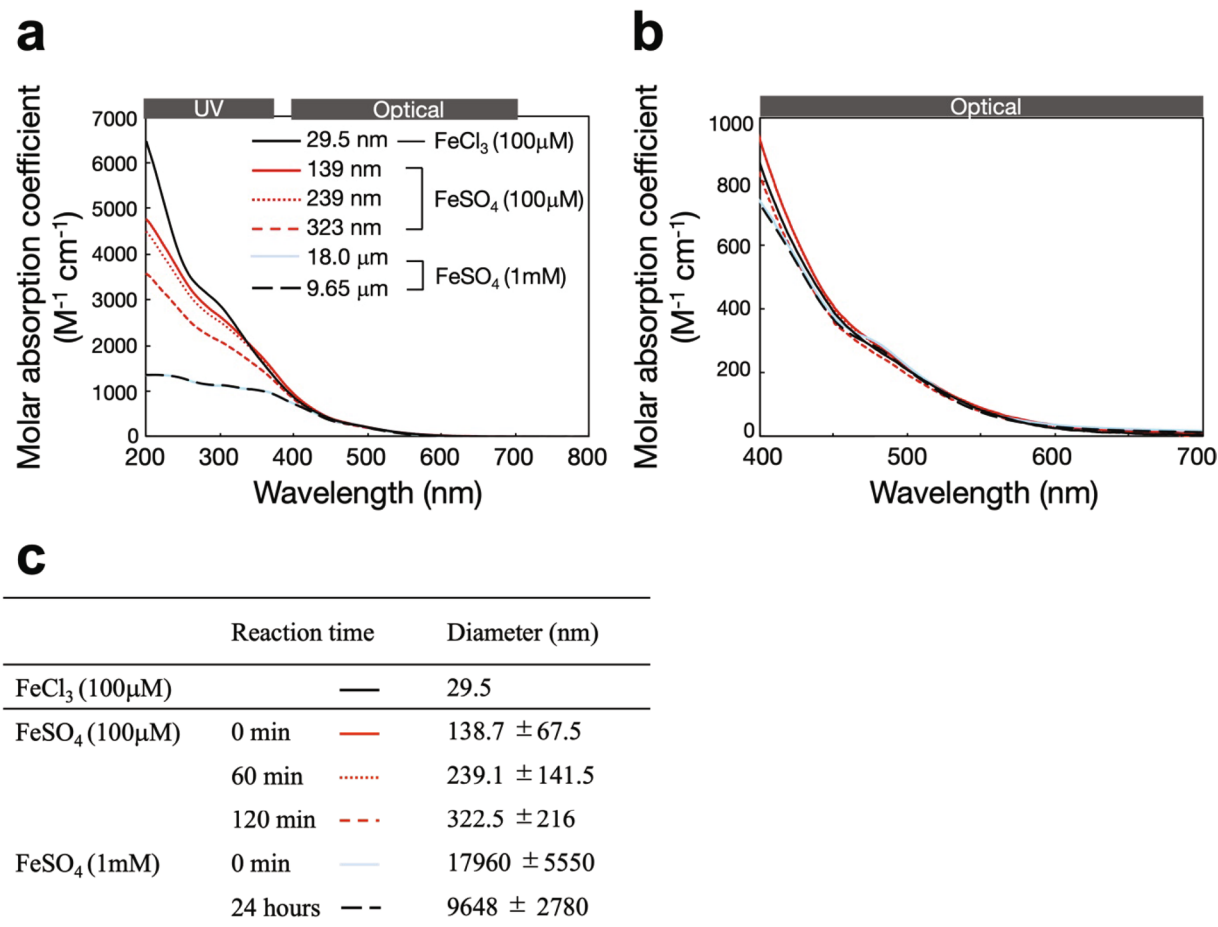 a
Molar absorption coefficient
(M⁻¹ cm⁻¹)
UV
Optical
7000
6000
5000
4000
3000
2000
1000
0
29.5 nm — FeCl₃ (100μM)
139 nm
239 nm
323 nm
FeSO₄ (100μM)
18.0 μm
9.65 μm
FeSO₄ (1mM)
200 300 400 500 600 700 800
Wavelength (nm)
b
Molar absorption coefficient
(M⁻¹ cm⁻¹)
Optical
1000
800
600
400
200
0
400 500 600 700
Wavelength (nm)
c
Reaction time Diameter (nm)
FeCl₃ (100μM) 29.5
FeSO₄ (100μM) 0 min 138.7 ±67.5
60 min 239.1 ±141.5
120 min 322.5 ±216
FeSO₄ (1mM) 0 min 17960 ±5550
24 hours 9648 ± 2780